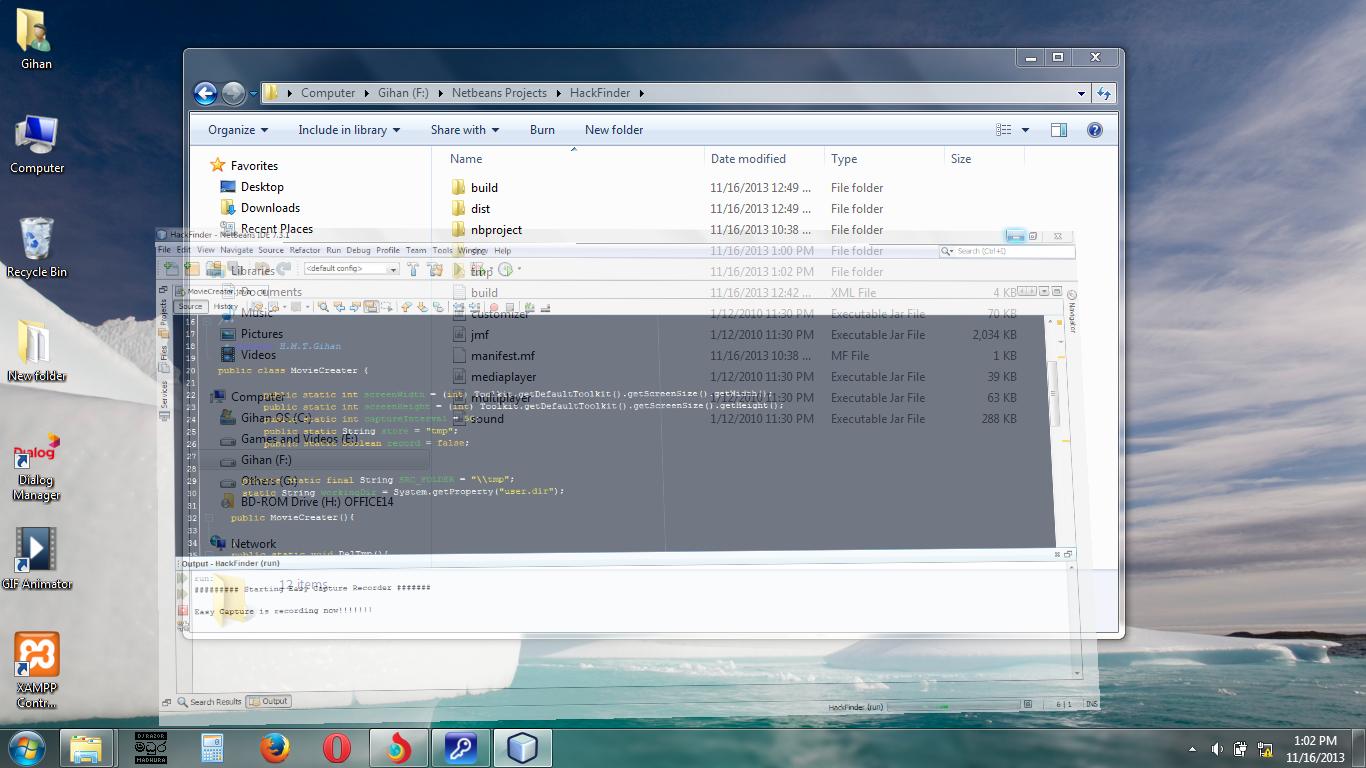 Gihan
Computer
Recycle Bin
New folder
Dialog
Dialog
Manager
GIF Animator
XAMPP
Contr...
Computer
Gihan (F:)
Netbeans Projects
HackFinder
Organize
Include in library
Share with
Burn
New folder
Favorites
Desktop
Downloads
Recent Places
Libraries
Documents
Music
Pictures
Videos
Computer
Gihan OS (C:)
Games and Videos (E:)
Gihan (F:)
BD-ROM Drive (H:) OFFICE14
Network
Name Date modified Type Size
build 11/16/2013 12:49 ... File folder
dist 11/16/2013 12:49 ... File folder
nbproject 11/16/2013 10:38 ... File folder
11/16/2013 1:00 PM File folder
tmp 11/16/2013 1:02 PM File folder
build 11/16/2013 12:42 ... XML File 4 KB
customizer 1/12/2010 11:30 PM Executable Jar File 70 KB
jmf 1/12/2010 11:30 PM Executable Jar File 2,034 KB
manifest.mf 11/16/2013 10:38 ... MF File 1 KB
mediaplayer 1/12/2010 11:30 PM Executable Jar File 39 KB
multiplayer 1/12/2010 11:30 PM Executable Jar File 63 KB
sound 1/12/2010 11:30 PM Executable Jar File 288 KB
12 items
HackFinder - NetBeans IDE 7.3.1
File Edit View Navigate Source Refactor Run Debug Profile Team Tools Window Help
<default config>
Search (Ctrl+I)
MovieCreater.java
Source History
Projects
Files
Services
Navigator
16
18 H.M.T.Gihan
19
20 public class MovieCreater {
21
22 public static int screenWidth = (int) Toolkit.getDefaultToolkit().getScreenSize().getWidth();
23 public static int screenHeight = (int) Toolkit.getDefaultToolkit().getScreenSize().getHeight();
24 public static int captureInterval = 
25 public static String store = "tmp";
26 public static boolean record = false;
27
28
29 static final String SRC_FOLDER = "\\tmp";
30 static String workingDir = System.getProperty("user.dir");
31
32 public MovieCreater(){
33
34
35 public static void DelTmp(){
Output - HackFinder (run)
run:
######### Starting Easy Capture Recorder #######
Easy Capture is recording now!!!!!!!
Search Results Output
HackFinder (run)
6 | 1 INS
DJ RAZOR
MADHURA
1:02 PM
11/16/2013